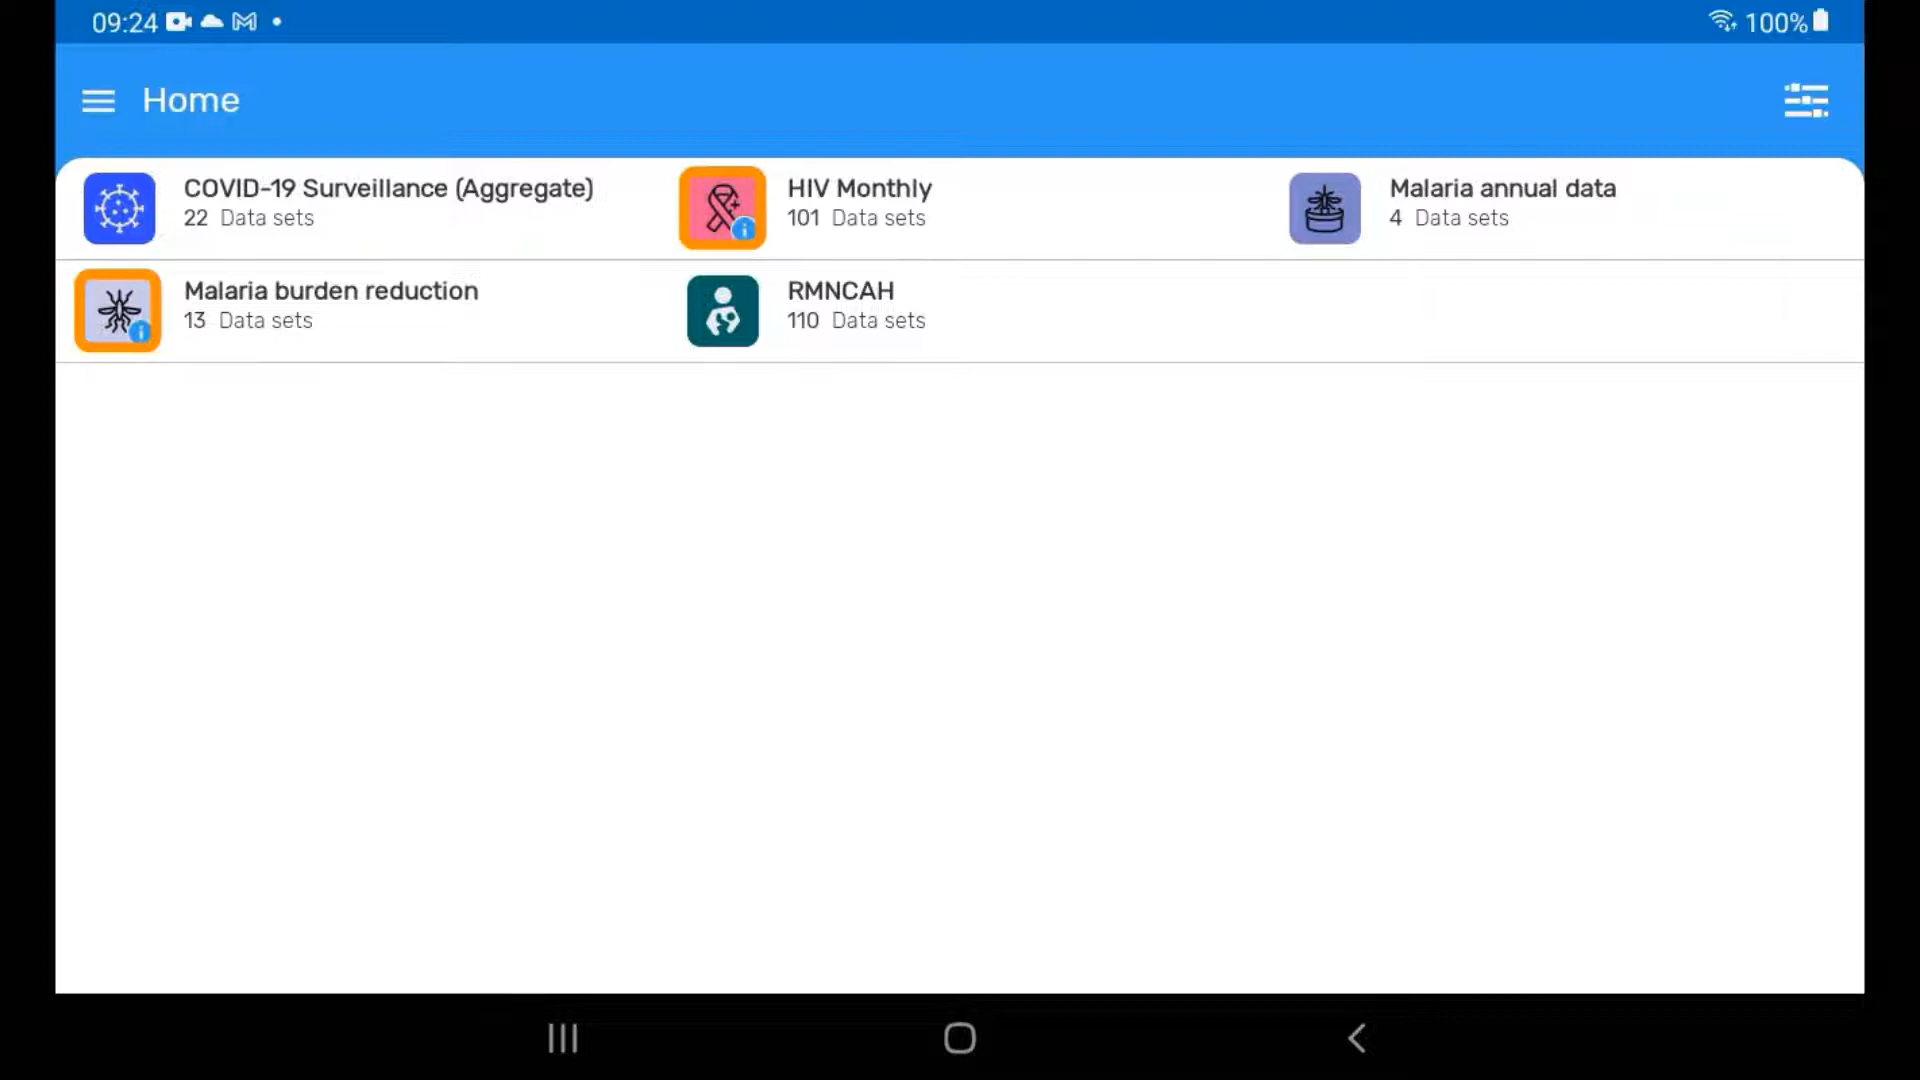 09:24
100%
Home
COVID-19 Surveillance (Aggregate)
22 Data sets
HIV Monthly
101 Data sets
Malaria annual data
4 Data sets
Malaria burden reduction
13 Data sets
RMNCAH
110 Data sets